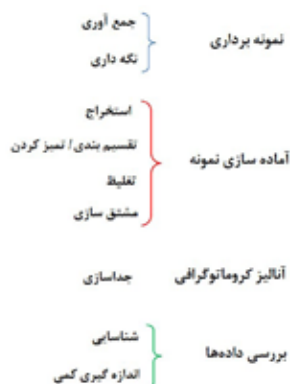 جمع آوری
نمونه برداری
نگه داری
استخراج
تقسیم بندی/ تمیز کردن
آماده سازی نمونه
تغلیظ
مشتق سازی
آنالیز کروماتوگرافی
جداسازی
شناسایی
بررسی داده‌ها
اندازه گیری کمی